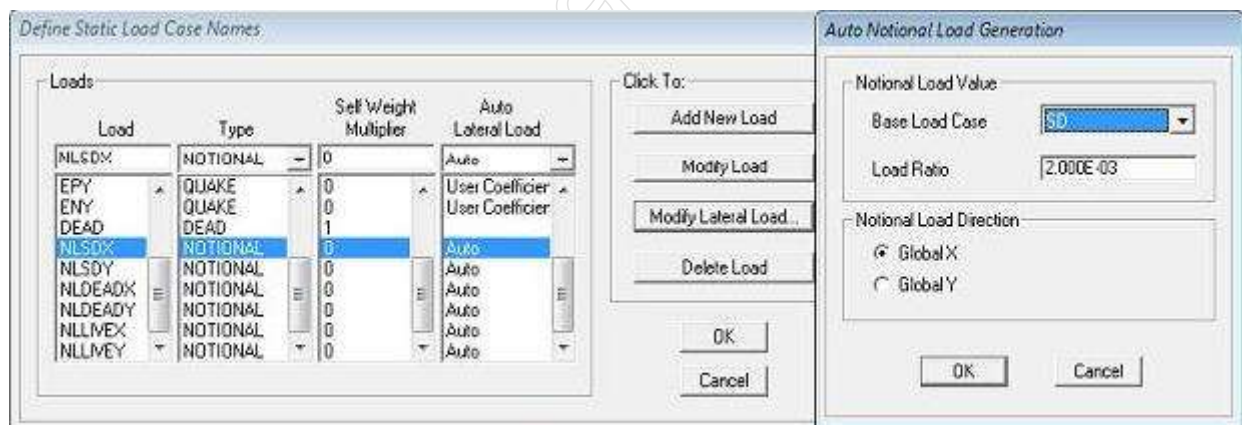 Define Static Load Case Names
Loads
Load Type Self Weight Multiplier Auto Lateral Load
NLSDX NOTIONAL 0 Auto
EPY QUAKE 0 User Coefficier
ENY QUAKE 0 User Coefficier
DEAD DEAD 1
NLSDX NOTIONAL 0 Auto
NLSDY NOTIONAL 0 Auto
NLDEADX NOTIONAL 0 Auto
NLDEADY NOTIONAL 0 Auto
NLLIVEX NOTIONAL 0 Auto
NLLIVEY NOTIONAL 0 Auto
Click To:
Add New Load
Modify Load
Modify Lateral Load...
Delete Load
OK
Cancel
Auto Notional Load Generation
Notional Load Value
Base Load Case SD
Load Ratio 2.000E-03
Notional Load Direction
Global X
Global Y
OK
Cancel